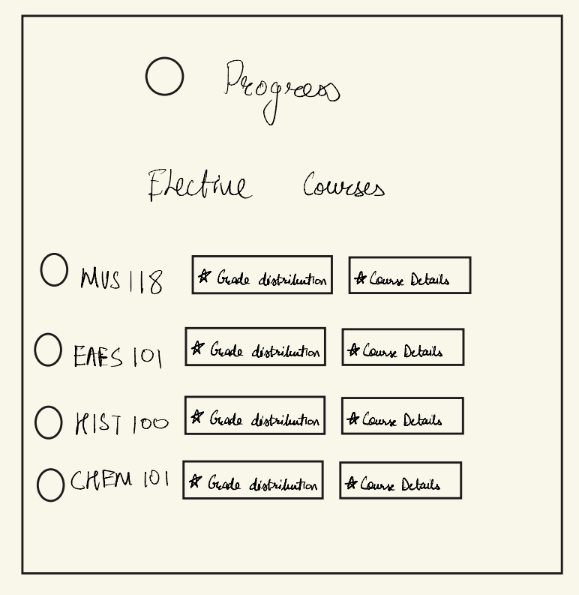 Progress
Elective Courses
MUS 118 ☆ Grade distribution ☆ Course Details
EAES 101 ☆ Grade distribution ☆ Course Details
HIST 100 ☆ Grade distribution ☆ Course Details
CHEM 101 ☆ Grade distribution ☆ Course Details